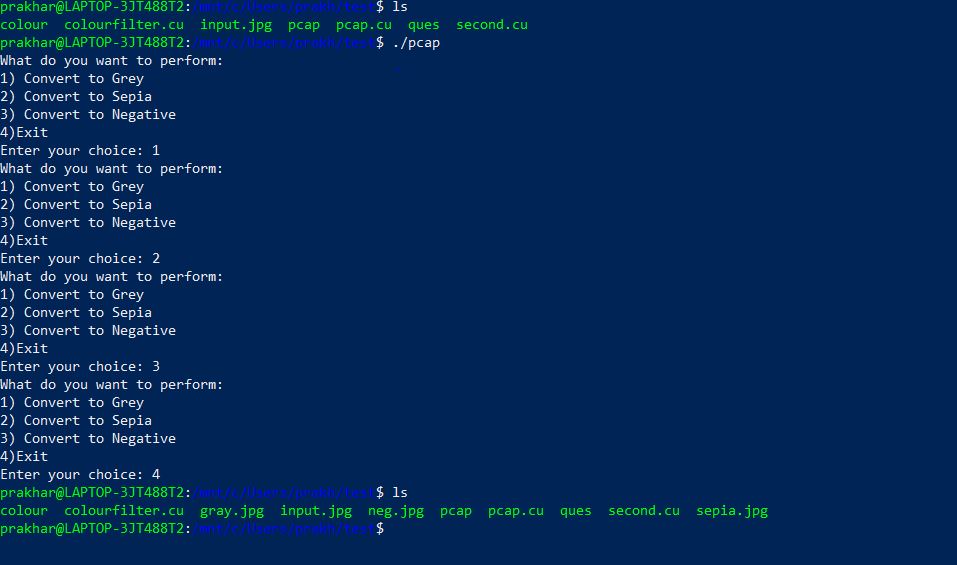 prakhar@LAPTOP-3JT488T2:/mnt/c/Users/prakh/test$ ls
colour  colourfilter.cu  input.jpg  pcap  pcap.cu  ques  second.cu
prakhar@LAPTOP-3JT488T2:/mnt/c/Users/prakh/test$ ./pcap
What do you want to perform:
1) Convert to Grey
2) Convert to Sepia
3) Convert to Negative
4)Exit
Enter your choice: 1
What do you want to perform:
1) Convert to Grey
2) Convert to Sepia
3) Convert to Negative
4)Exit
Enter your choice: 2
What do you want to perform:
1) Convert to Grey
2) Convert to Sepia
3) Convert to Negative
4)Exit
Enter your choice: 3
What do you want to perform:
1) Convert to Grey
2) Convert to Sepia
3) Convert to Negative
4)Exit
Enter your choice: 4
prakhar@LAPTOP-3JT488T2:/mnt/c/Users/prakh/test$ ls
colour  colourfilter.cu  gray.jpg  input.jpg  neg.jpg  pcap  pcap.cu  ques  second.cu  sepia.jpg
prakhar@LAPTOP-3JT488T2:/mnt/c/Users/prakh/test$